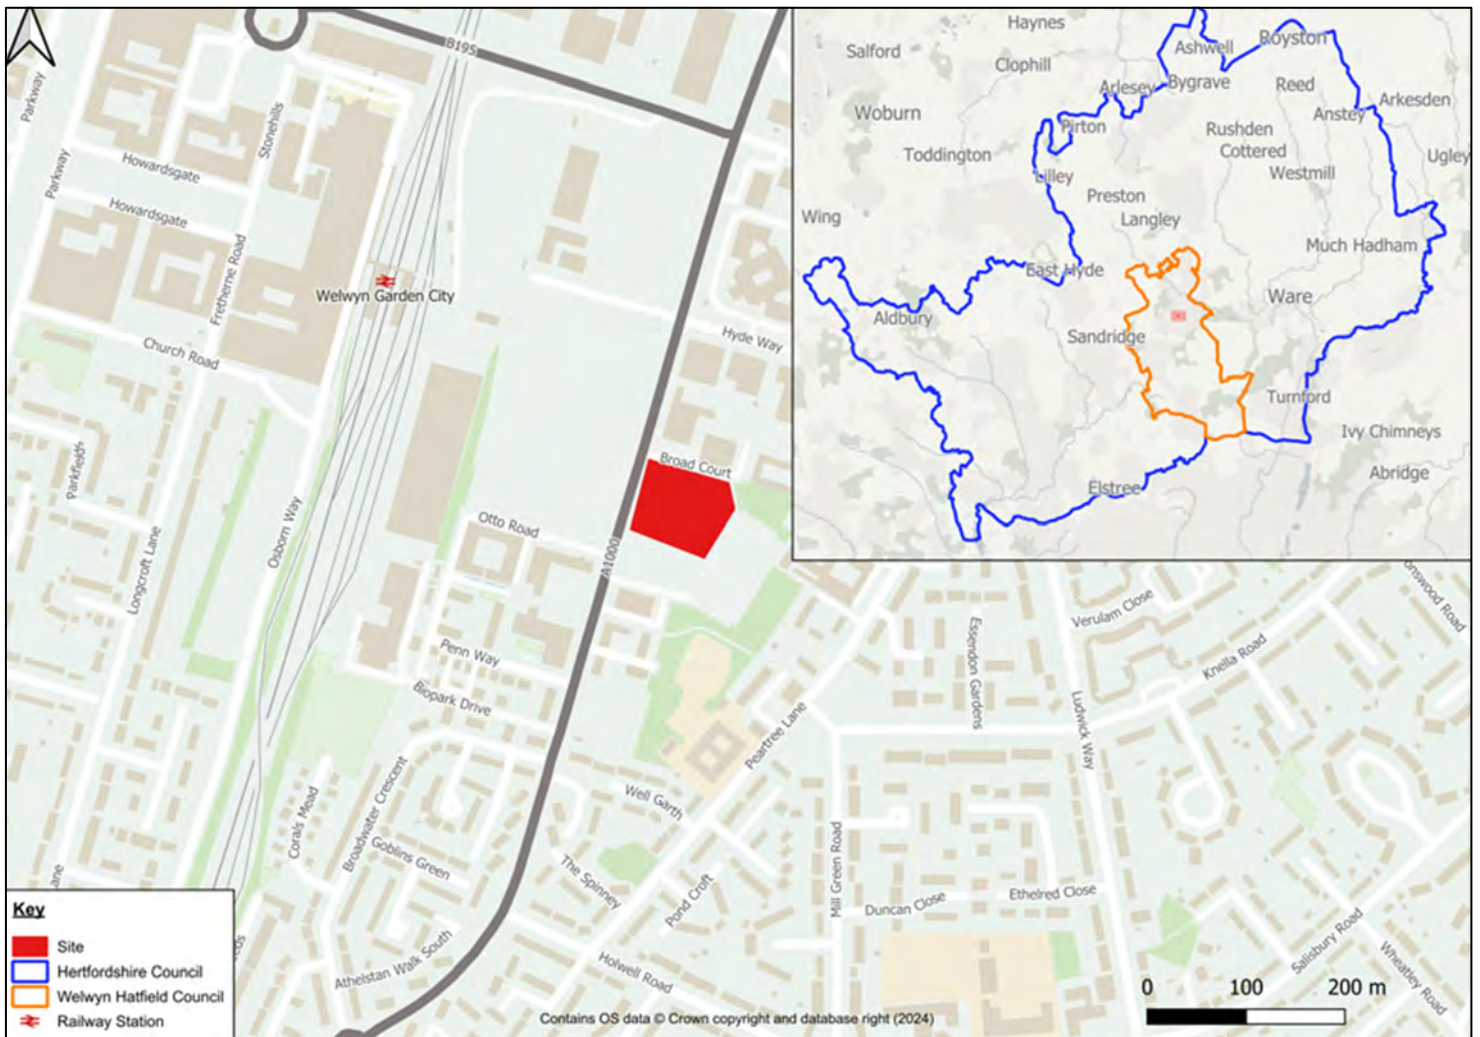 B195
Parkway
Stonehills
Howardsgate
Parkway
Howardsgate
Fretherne Road
Welwyn Garden City
Church Road
Hyde Way
Broad Court
Parkfields
Otto Road
Osborn Way
A1000
Longcroft Lane
Penn Way
Biopark Drive
Peartree Lane
Essendon Gardens
Verulam Close
Knella Road
Ludwick Way
onswood Road
Corals Mead
Broadwater Crescent
Goblins Green
Well Garth
The Spinney
Pond Croft
Mill Green Road
Duncan Close
Ethelred Close
Salisbury Road
Wheatley Road
Athelstan Walk South
Holwell Road
ane
eds
Haynes
Salford
Clophill
Ashwell
Royston
Arlesey
Bygrave
Reed
Arkesden
Woburn
Anstey
Pirton
Rushden
Toddington
Cottered
Ugley
Lilley
Westmill
Preston
Wing
Langley
Much Hadham
East Hyde
Ware
Aldbury
Sandridge
Turnford
Ivy Chimneys
Abridge
Elstree
Key
Site
Hertfordshire Council
Welwyn Hatfield Council
Railway Station
0 100 200 m
Contains OS data © Crown copyright and database right (2024)